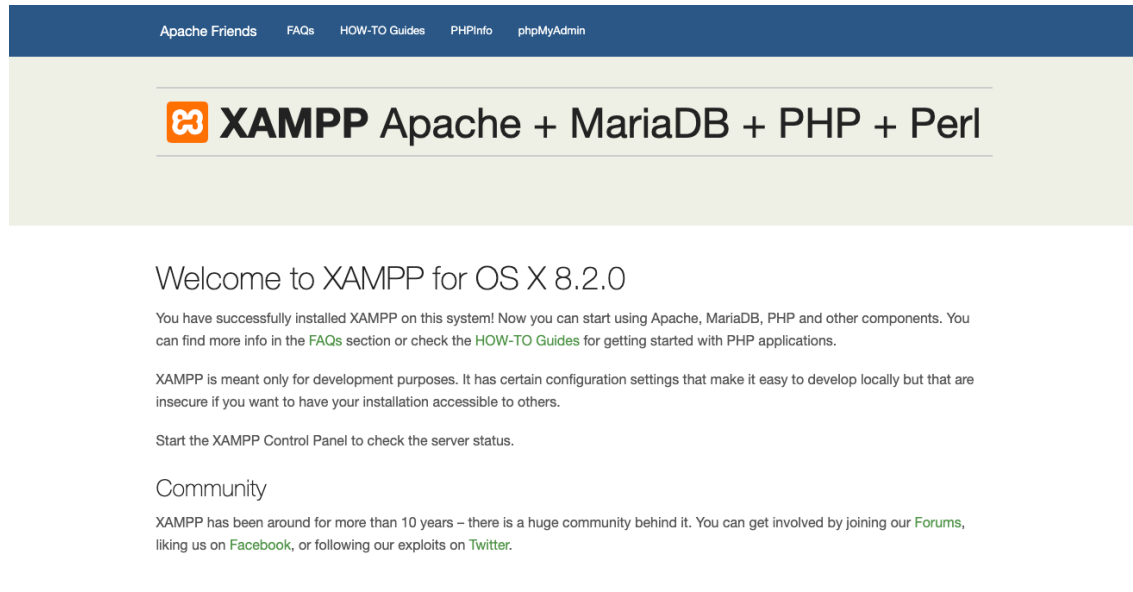 Apache Friends FAQs HOW-TO Guides PHPInfo phpMyAdmin
XAMPP Apache + MariaDB + PHP + Perl
Welcome to XAMPP for OS X 8.2.0
You have successfully installed XAMPP on this system! Now you can start using Apache, MariaDB, PHP and other components. You
can find more info in the FAQs section or check the HOW-TO Guides for getting started with PHP applications.
XAMPP is meant only for development purposes. It has certain configuration settings that make it easy to develop locally but that are
insecure if you want to have your installation accessible to others.
Start the XAMPP Control Panel to check the server status.
Community
XAMPP has been around for more than 10 years – there is a huge community behind it. You can get involved by joining our Forums,
liking us on Facebook, or following our exploits on Twitter.